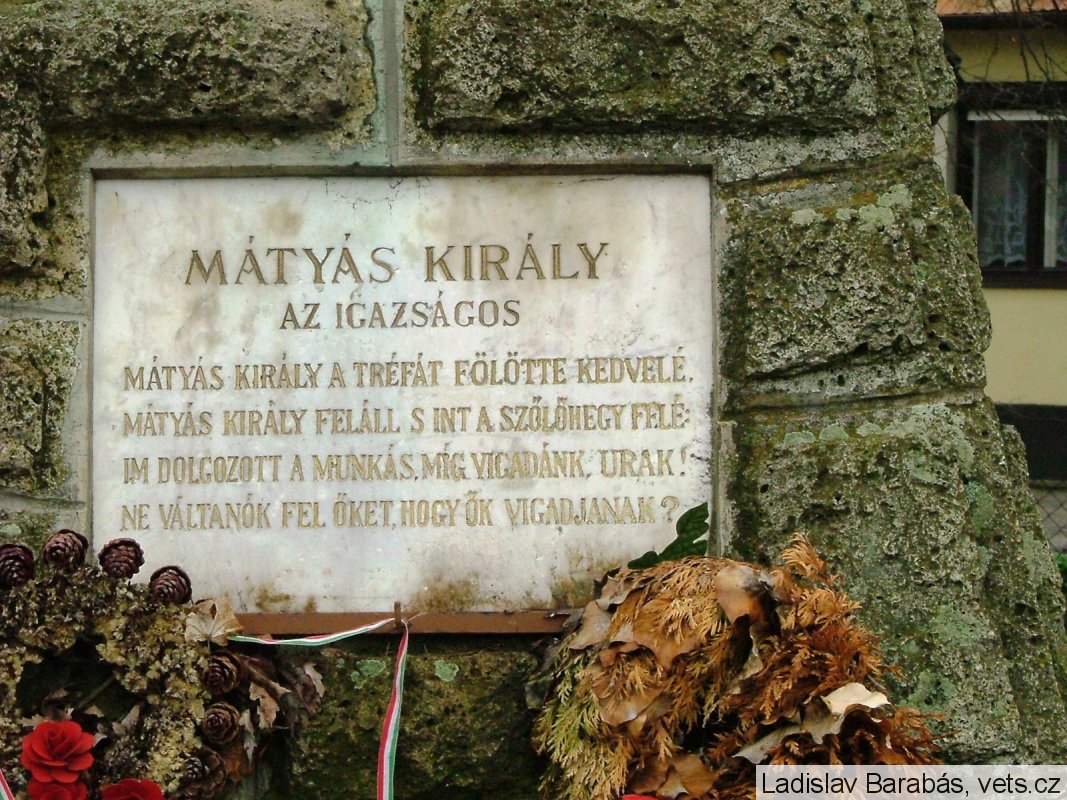 MÁTYÁS KIRÁLY
AZ IGAZSÁGOS
MÁTYÁS KIRÁLY A TRÉFÁT FÖLÖTTE KEDVELÉ,
MÁTYÁS KIRÁLY FELÁLL S INT A SZŐLŐHEGY FELÉ:
IM DOLGOZOTT A MUNKÁS, MÍG VIGADÁNK, URAK!
NE VÁLTANÓK FEL ŐKET, HOGY ŐK VIGADJANAK?
Ladislav Barabás, vets.cz